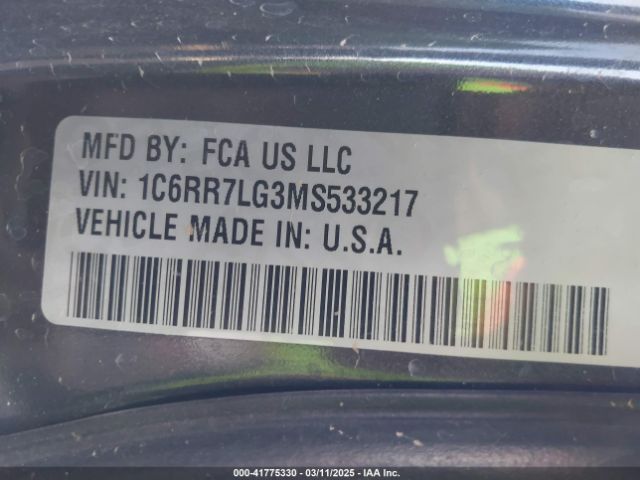 MFD BY: FCA US LLC
VIN: 1C6RR7LG3MS533217
VEHICLE MADE IN: U.S.A.
000-41775330 - 03/11/2025 - IAA Inc.